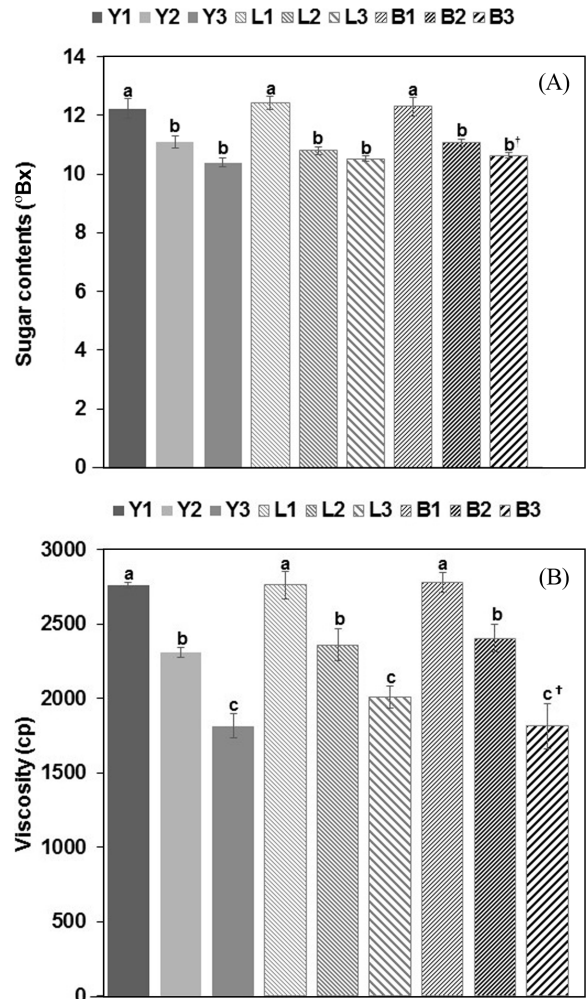 Y1 Y2 Y3 L1 L2 L3 B1 B2 B3
(A)
Sugar contents (⁰Bx)
14
12
10
8
6
4
2
0
a b b a b b a b b†
Y1 Y2 Y3 L1 L2 L3 B1 B2 B3
(B)
Viscosity (cp)
3000
2500
2000
1500
1000
500
0
a b c a b c a b c†